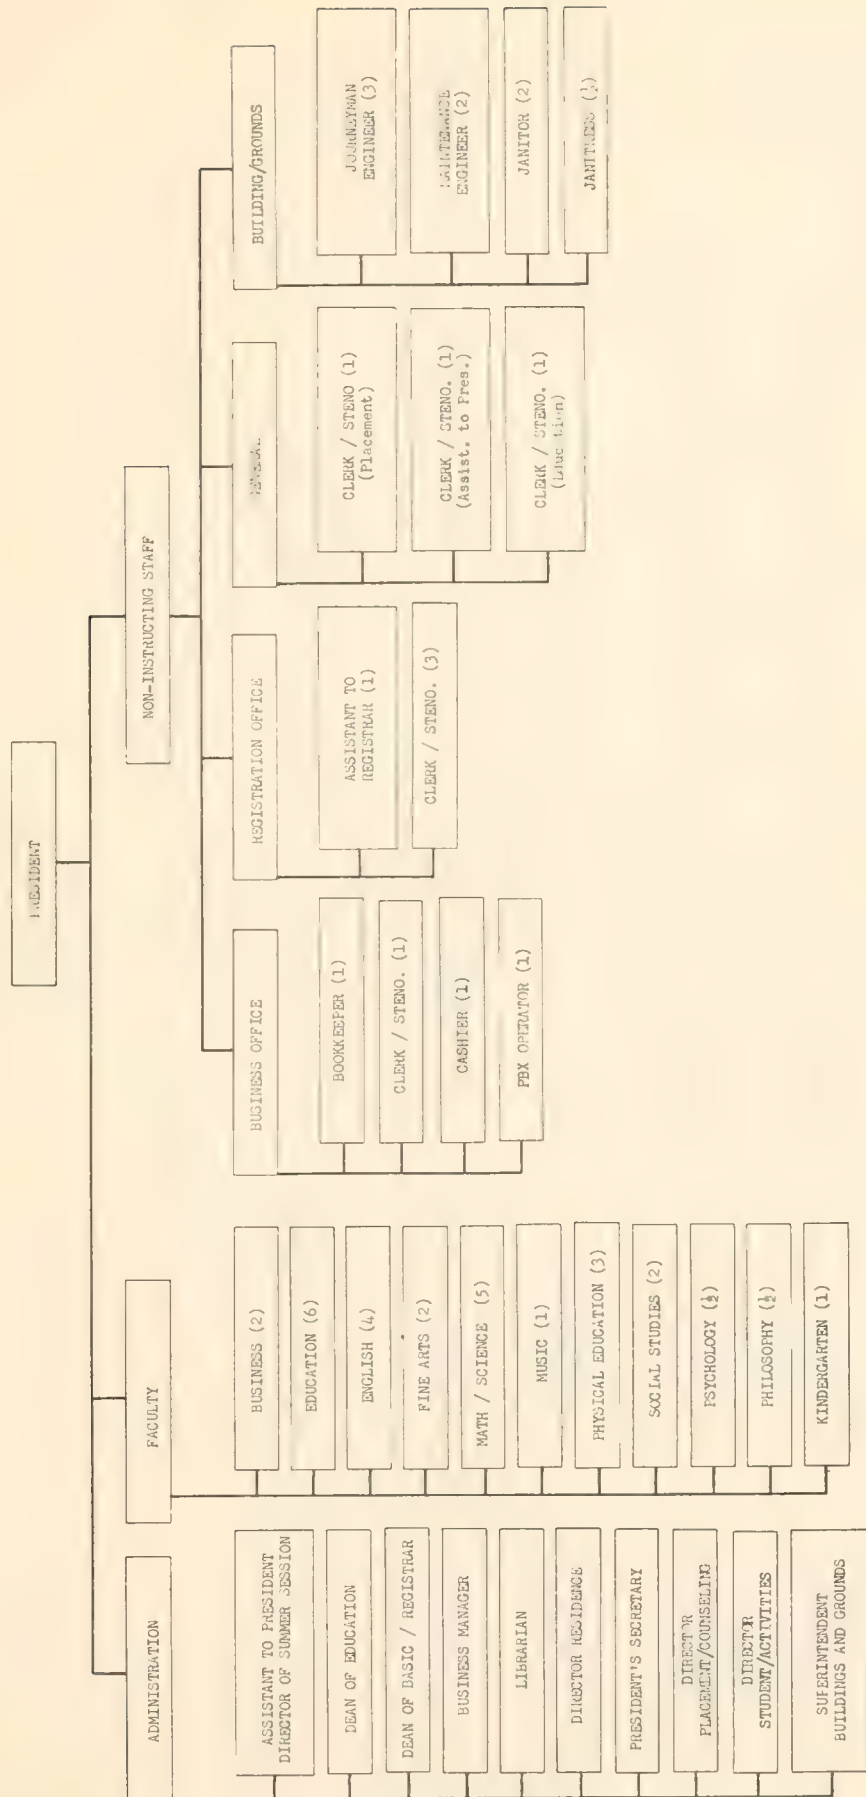 PRESIDENT
ADMINISTRATION
ASSISTANT TO PRESIDENT
DIRECTOR OF SUMMER SESSION
DEAN OF EDUCATION
DEAN OF BASIC / REGISTRAR
BUSINESS MANAGER
LIBRARIAN
DIRECTOR RESIDENCE
PRESIDENT'S SECRETARY
DIRECTOR
PLACEMENT/COUNSELING
DIRECTOR
STUDENT/ACTIVITIES
SUPERINTENDENT
BUILDINGS AND GROUNDS
FACULTY
BUSINESS (2)
EDUCATION (6)
ENGLISH (4)
FINE ARTS (2)
MATH / SCIENCE (5)
MUSIC (1)
PHYSICAL EDUCATION (3)
SOCIAL STUDIES (2)
PSYCHOLOGY (½)
PHILOSOPHY (½)
KINDERGARTEN (1)
NON-INSTRUCTING STAFF
BUSINESS OFFICE
BOOKKEEPER (1)
CLERK / STENO. (1)
CASHIER (1)
PBX OPERATOR (1)
REGISTRATION OFFICE
ASSISTANT TO
REGISTRAR (1)
CLERK / STENO. (3)
CLERK / STENO (1)
(Placement)
CLERK / STENO. (1)
(Assist. to Pres.)
CLERK / STENO. (1)
(Education)
BUILDING/GROUNDS
JOURNEYMAN
ENGINEER (3)
MAINTENANCE
ENGINEER (2)
JANITOR (2)
JANITRESS (½)